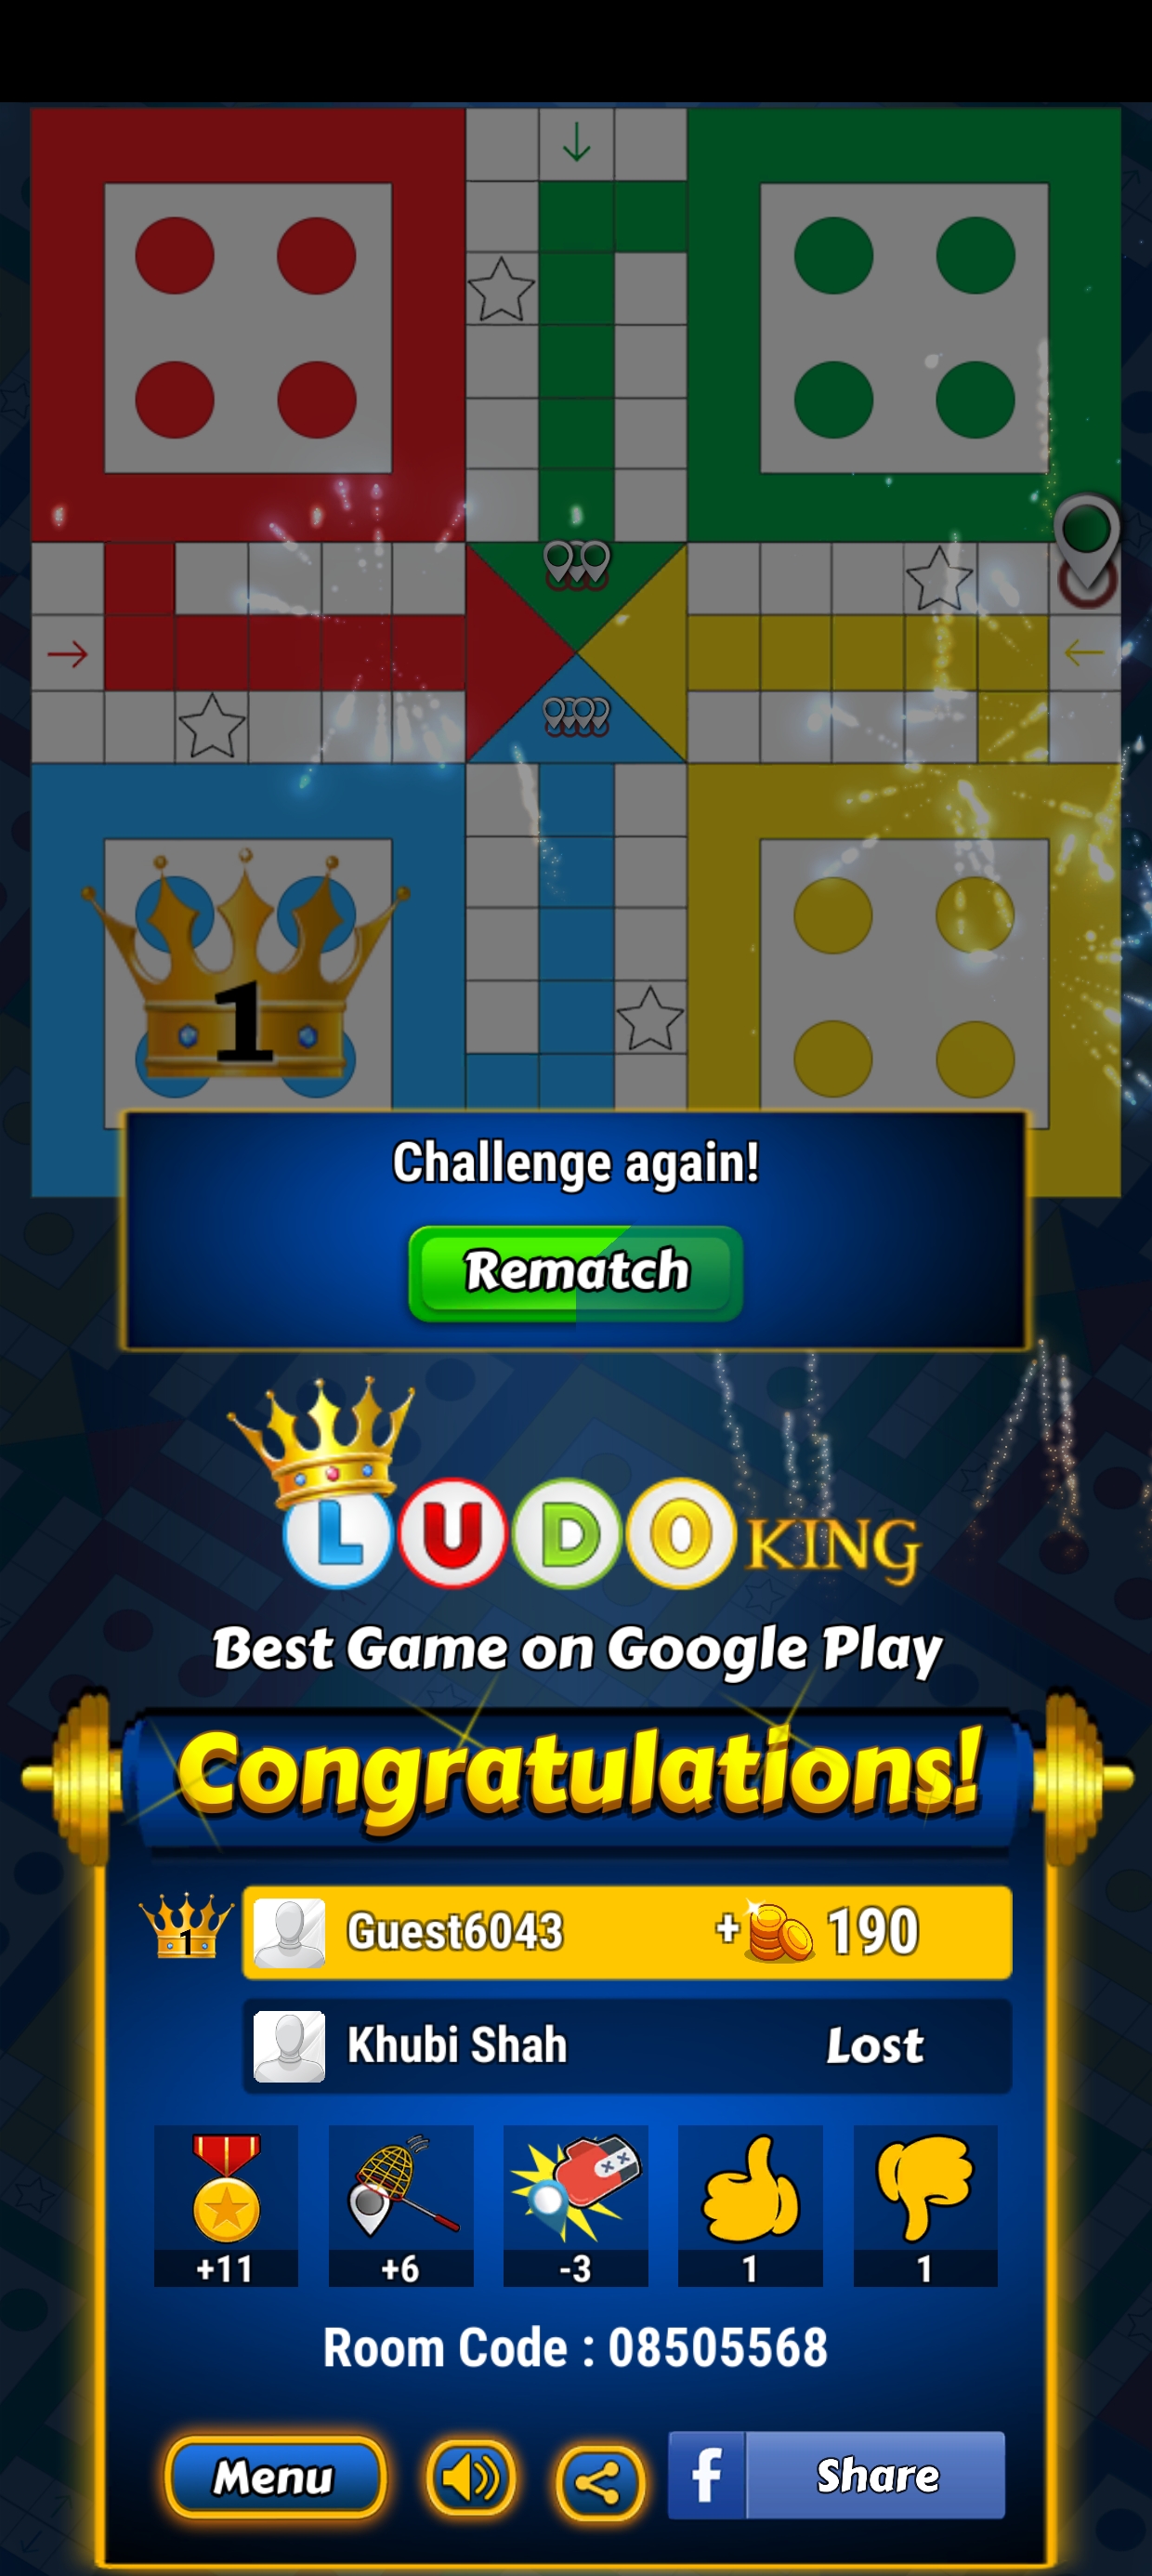 1
Challenge again!
Rematch
LUDO KING
Best Game on Google Play
Congratulations!
1 Guest6043 + 190
Khubi Shah Lost
+11 +6 -3 1 1
Room Code : 08505568
Menu f Share